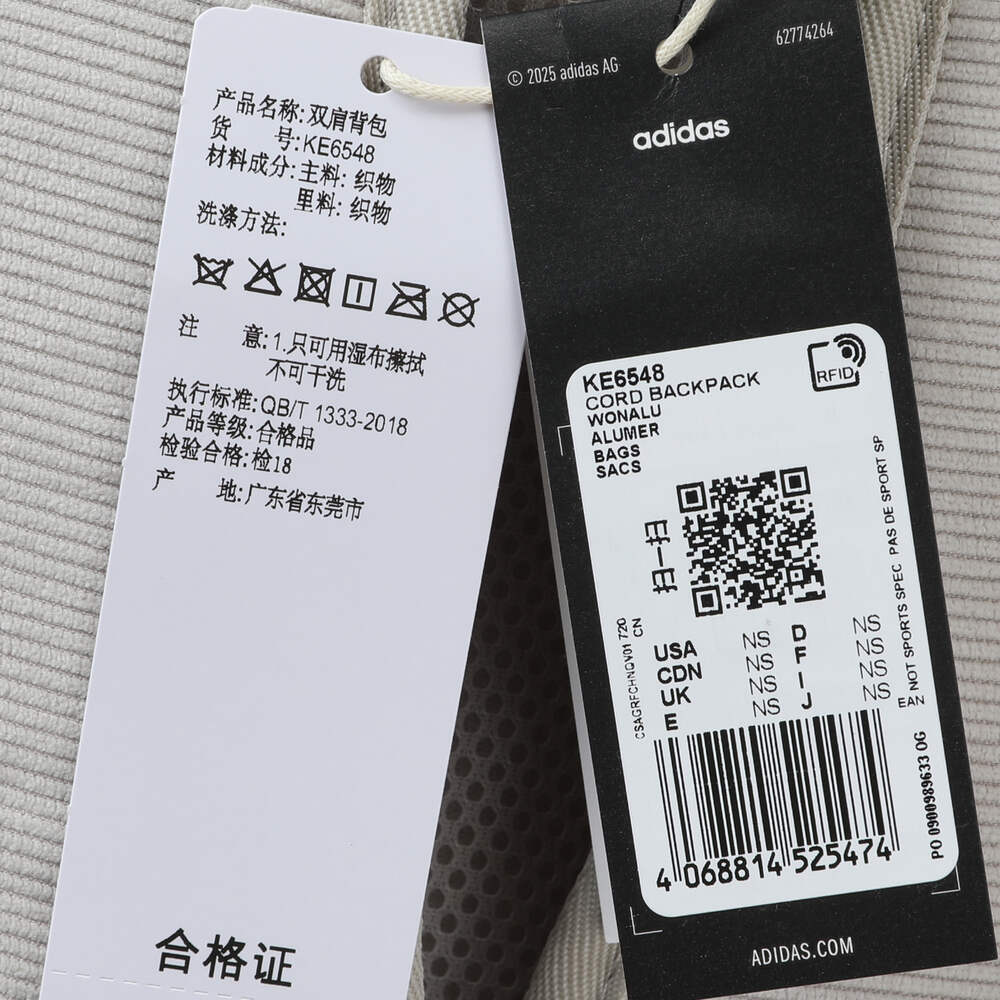 产品名称:双肩背包
货 号:KE6548
材料成分:主料: 织物
里料: 织物
洗涤方法:
注 意:1.只可用湿布擦拭
不可干洗
执行标准:QB/T 1333-2018
产品等级:合格品
检验合格:检18
产 地:广东省东莞市
合格证
62774264
© 2025 adidas AG
adidas
RFID
KE6548
CORD BACKPACK
WONALU
ALUMER
BAGS
SACS
扫一扫
CSAGRFCHNQV01 720
CN
USA NS D NS
CDN NS F NS
UK NS I NS
E NS J NS
EAN NOT SPORTS SPEC PAS DE SPORT SP
PO 0900989633 OG
4 068814 525474
ADIDAS.COM